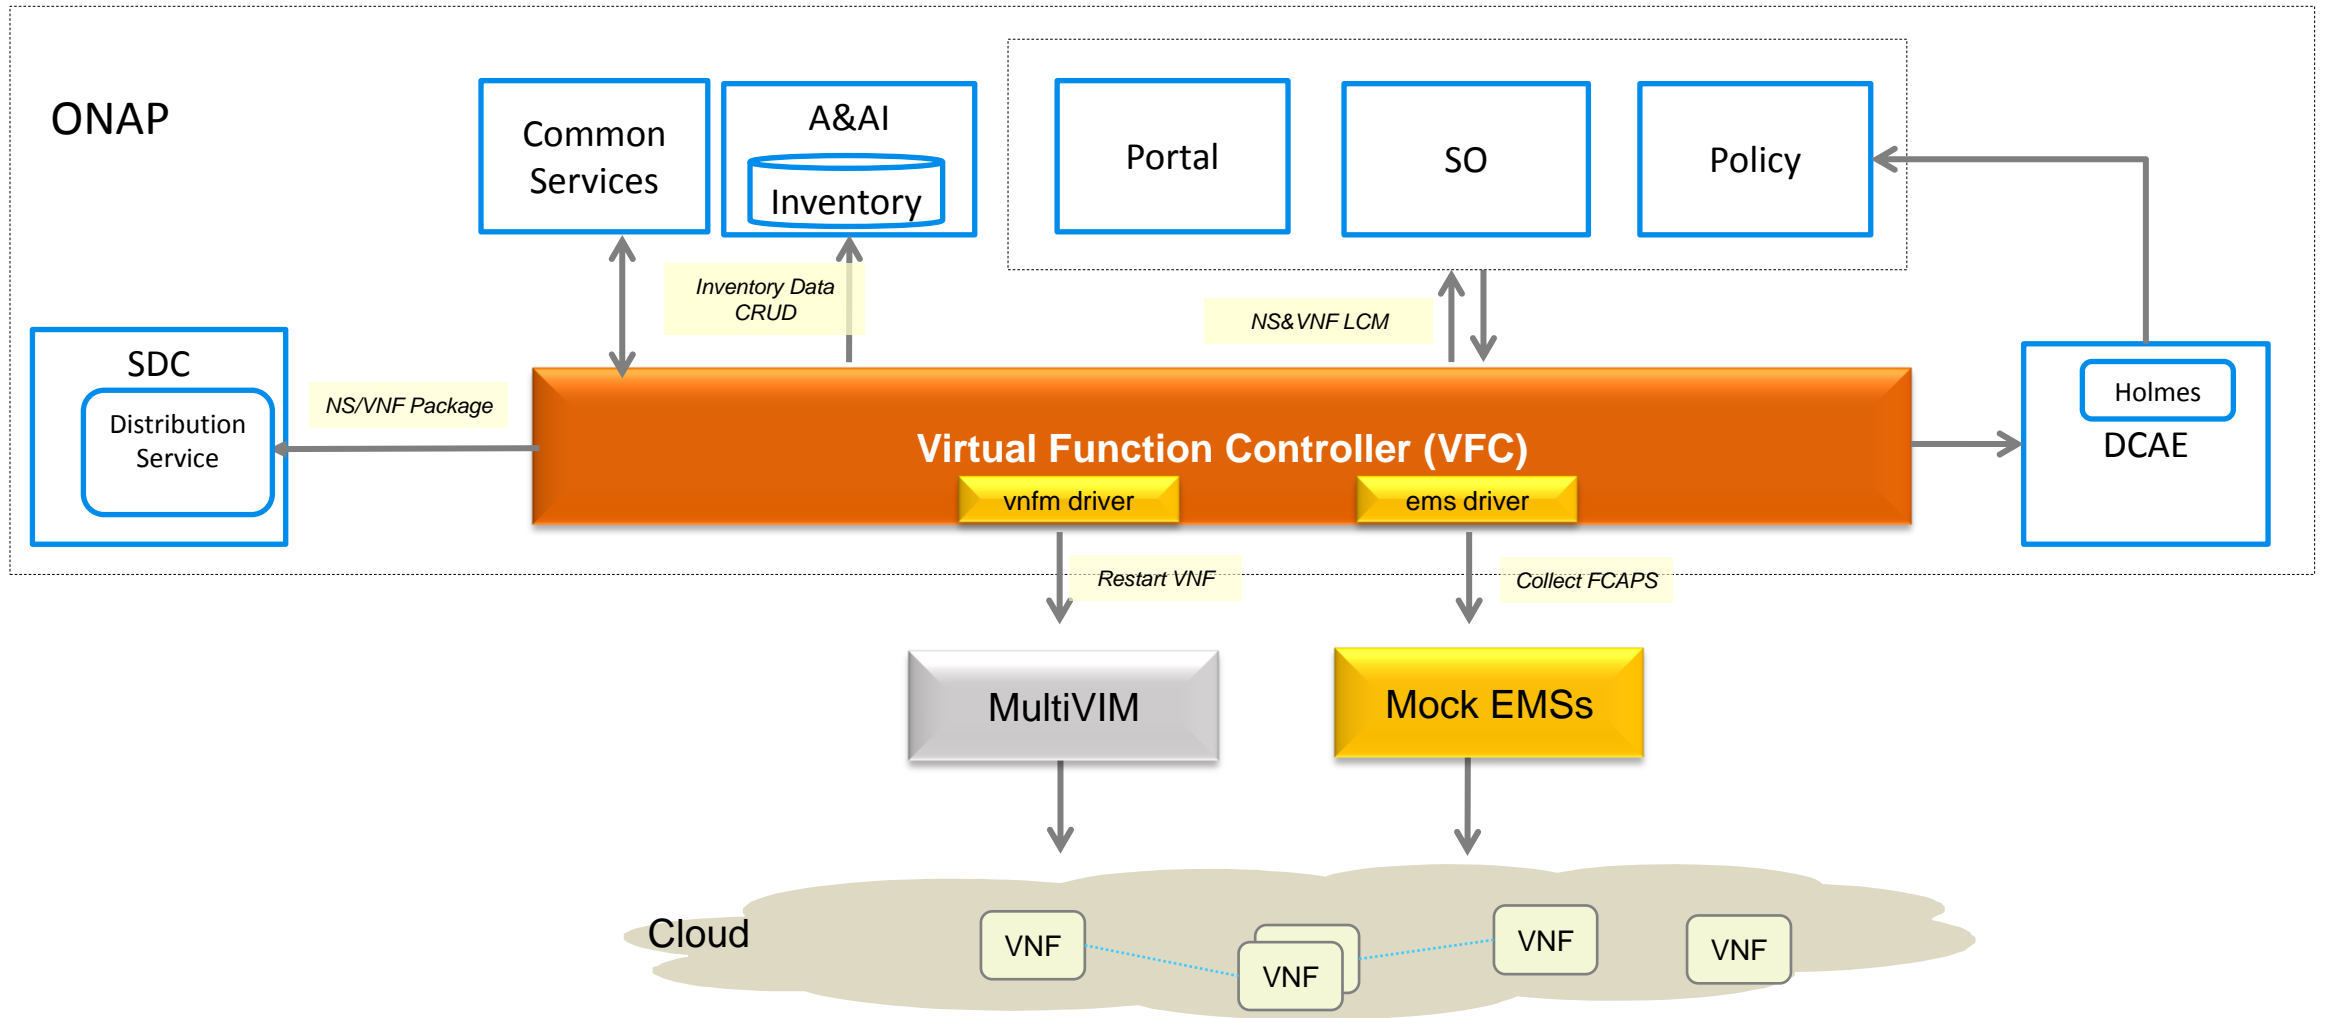 ONAP
Common
Services
A&AI
Inventory
Portal
SO
Policy
Inventory Data
CRUD
NS&VNF LCM
SDC
Distribution
Service
NS/VNF Package
Virtual Function Controller (VFC)
vnfm driver
ems driver
Holmes
DCAE
Restart VNF
Collect FCAPS
MultiVIM
Mock EMSs
Cloud
VNF
VNF
VNF
VNF